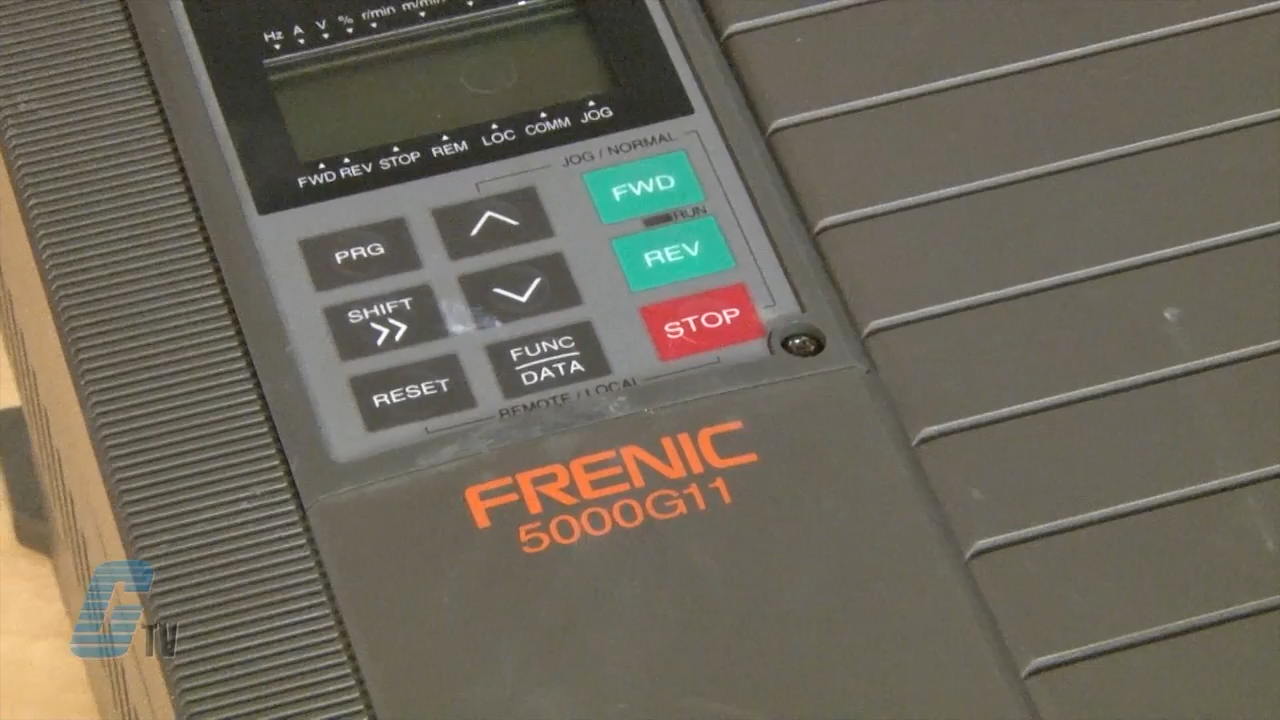 Hz A V % r/min m/min
FWD REV STOP REM LOC COMM JOG
JOG / NORMAL
FWD
RUN
PRG
REV
SHIFT
STOP
FUNC
DATA
RESET
REMOTE / LOCAL
FRENIC
5000G11
G TV